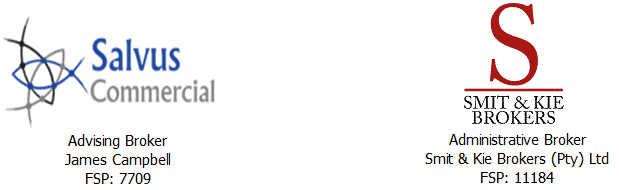 Salvus
Commercial
Advising Broker
James Campbell
FSP: 7709
S
SMIT & KIE
BROKERS
Administrative Broker
Smit & Kie Brokers (Pty) Ltd
FSP: 11184